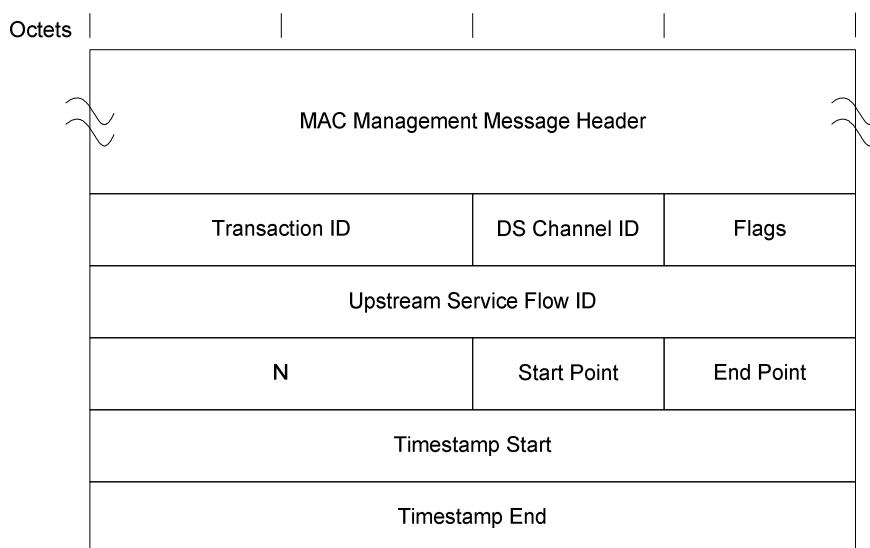 Octets
MAC Management Message Header
Transaction ID
DS Channel ID
Flags
Upstream Service Flow ID
N
Start Point
End Point
Timestamp Start
Timestamp End